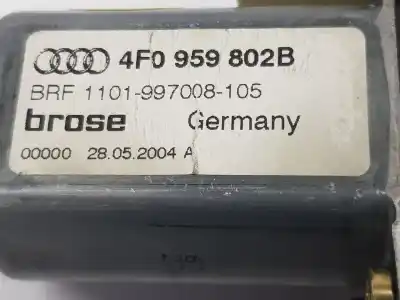 4F0 959 802B
BRF 1101-997008-105
brose Germany
00000 28.05.2004 A